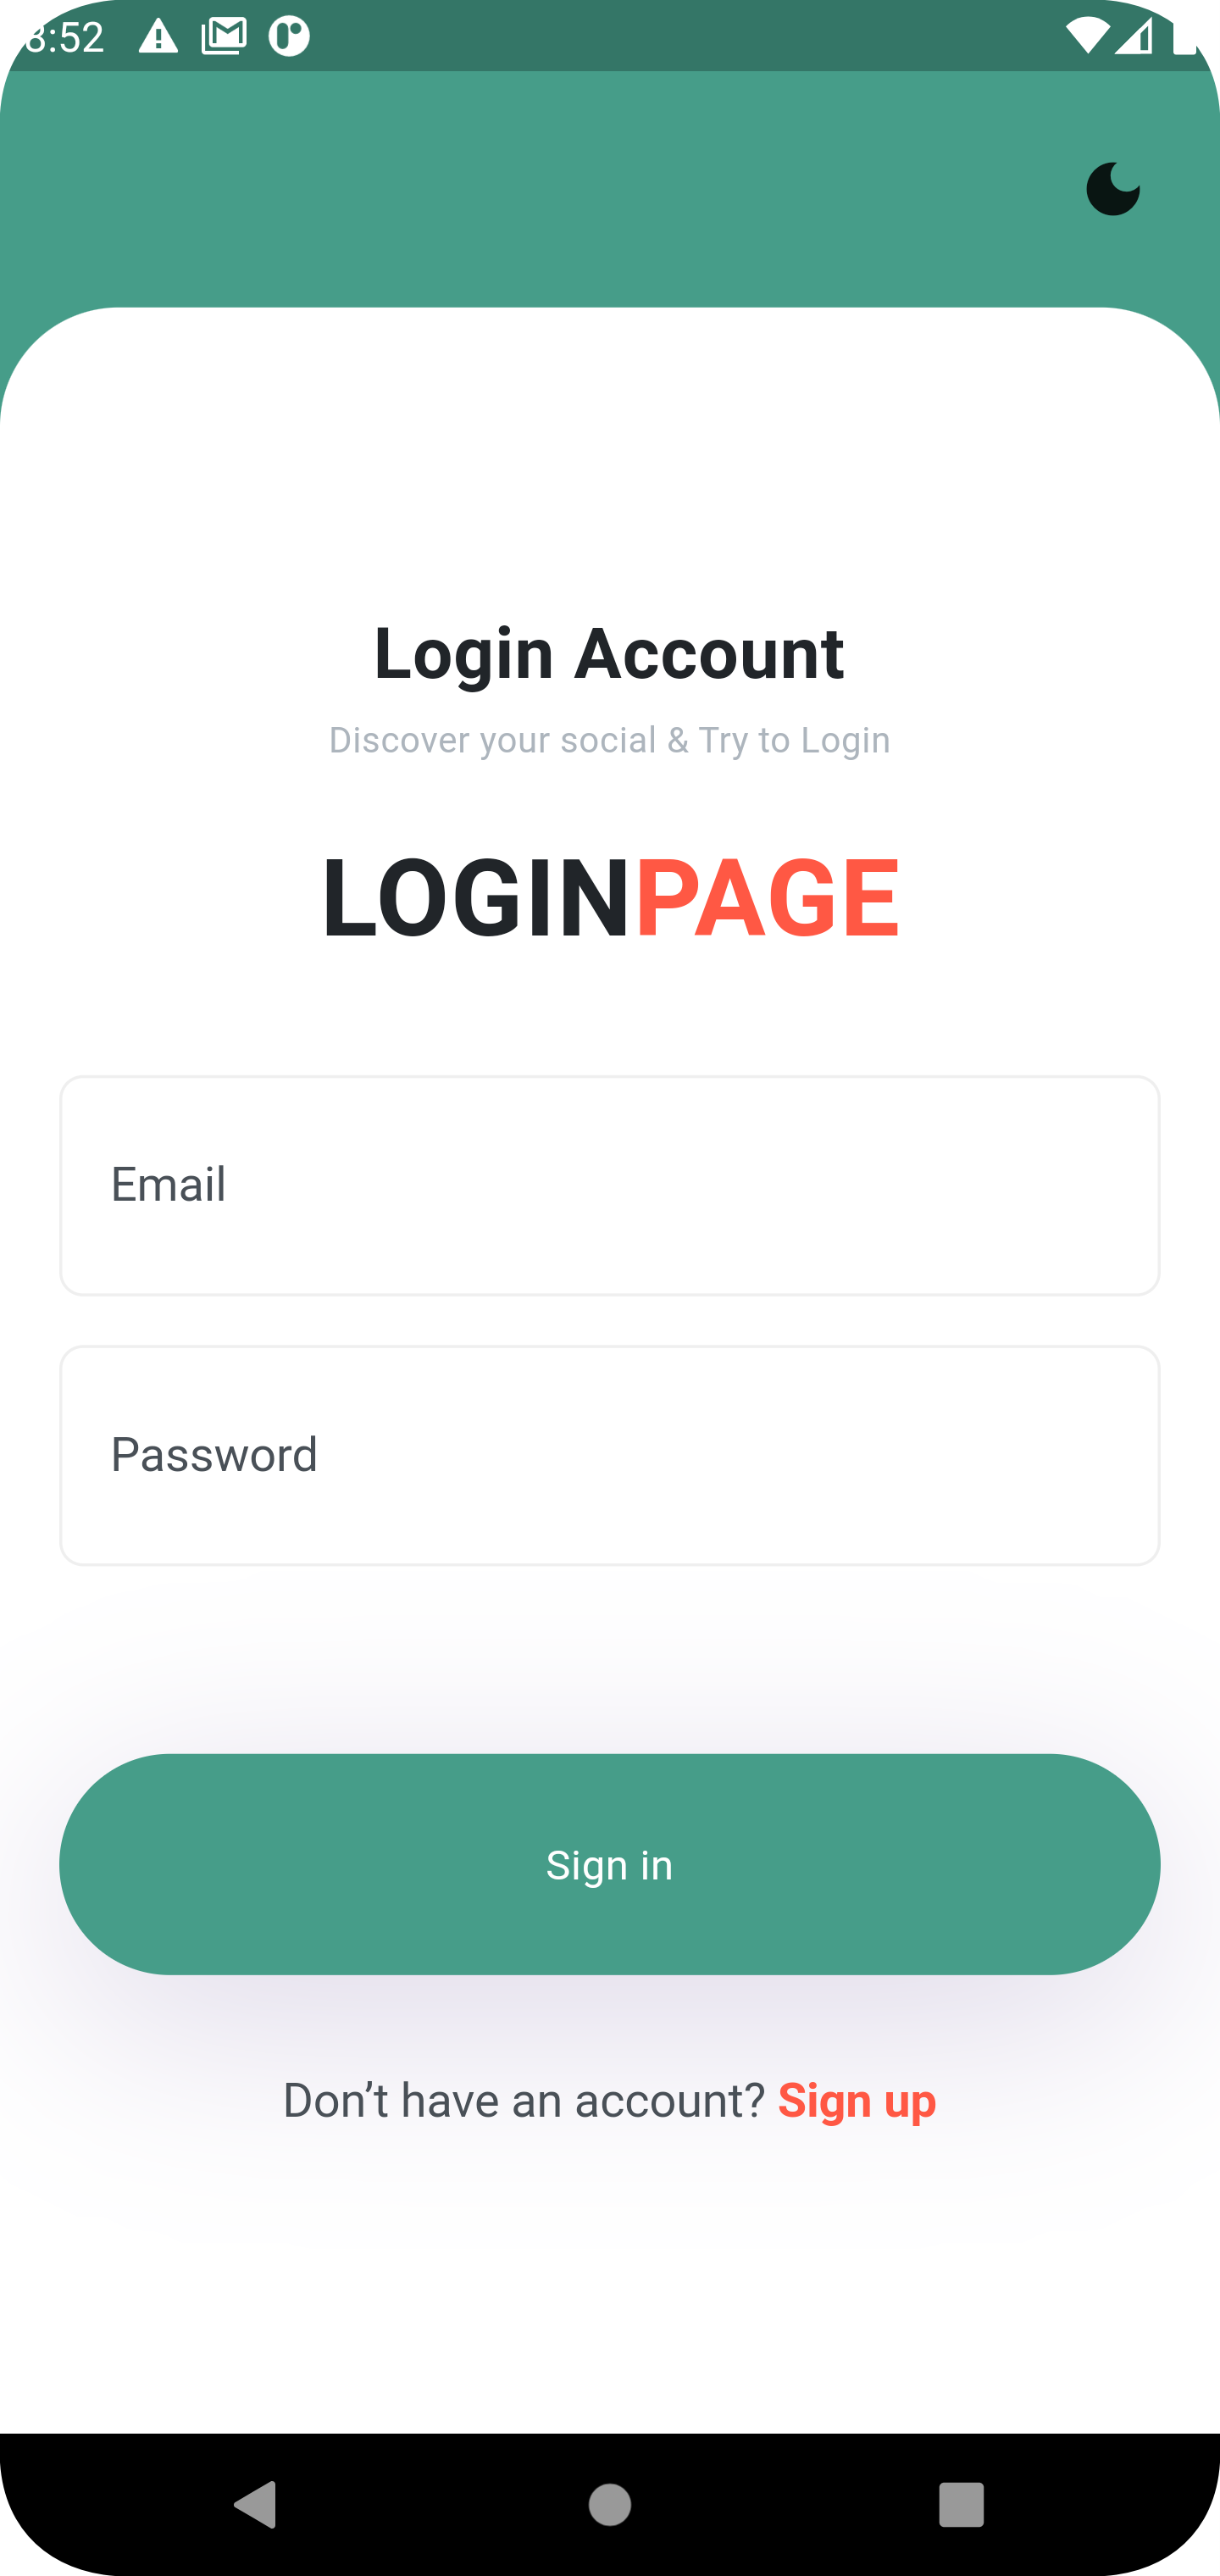 8:52
Login Account
Discover your social & Try to Login
LOGINPAGE
Email
Password
Sign in
Don’t have an account? Sign up